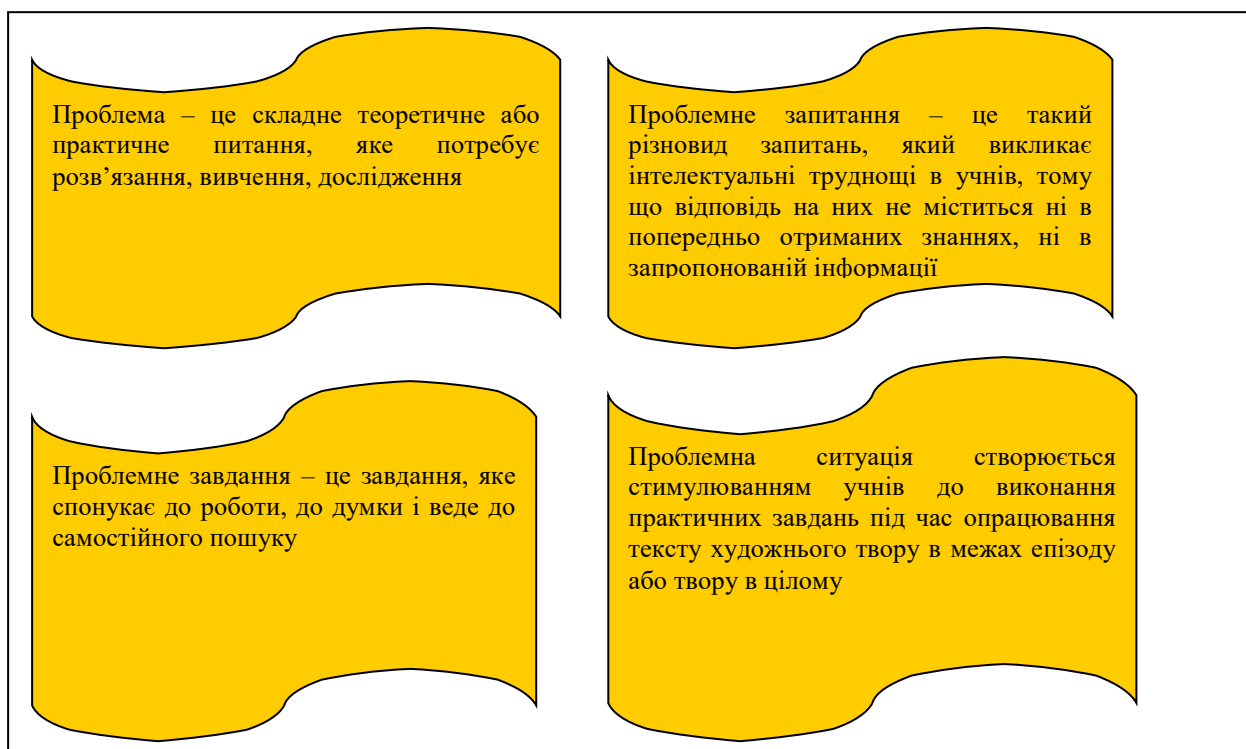 Проблема – це складне теоретичне або
практичне питання, яке потребує
розв’язання, вивчення, дослідження
Проблемне запитання – це такий
різновид запитань, який викликає
інтелектуальні труднощі в учнів, тому
що відповідь на них не міститься ні в
попередньо отриманих знаннях, ні в
запропонованій інформації
Проблемне завдання – це завдання, яке
спонукає до роботи, до думки і веде до
самостійного пошуку
Проблемна ситуація створюється
стимулюванням учнів до виконання
практичних завдань під час опрацювання
тексту художнього твору в межах епізоду
або твору в цілому